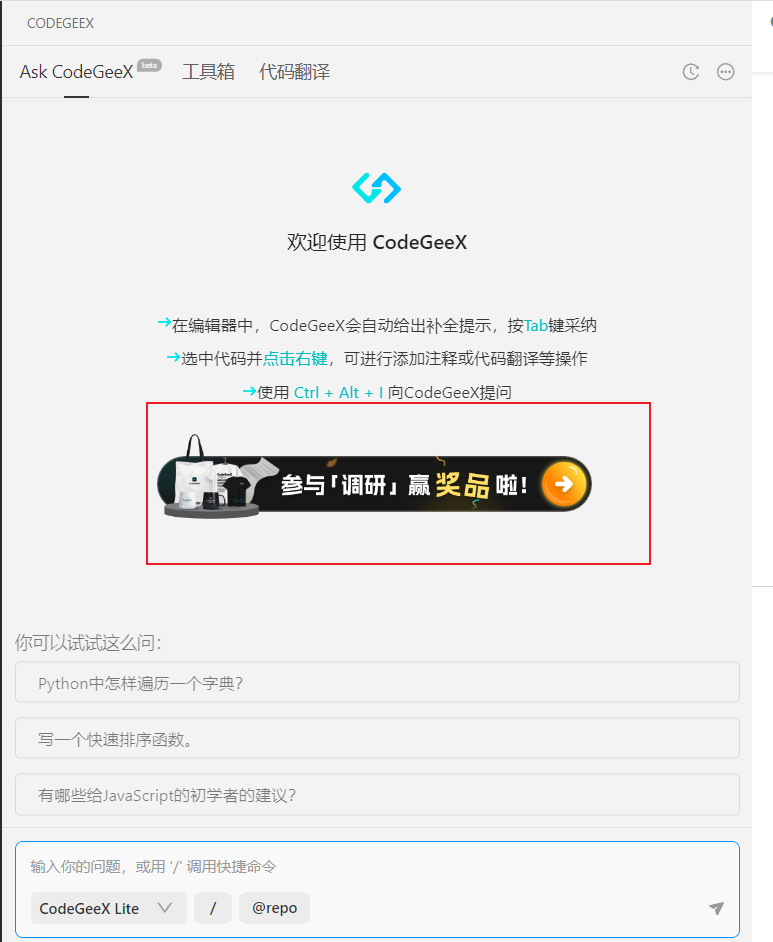 CODEGEEX
Ask CodeGeeX beta 工具箱 代码翻译
欢迎使用 CodeGeeX
在编辑器中，CodeGeeX会自动给出补全提示，按Tab键采纳
选中代码并点击右键，可进行添加注释或代码翻译等操作
使用 Ctrl + Alt + I 向CodeGeeX提问
参与「调研」赢奖品啦!
你可以试试这么问：
Python中怎样遍历一个字典?
写一个快速排序函数。
有哪些给JavaScript的初学者的建议?
输入你的问题，或用 '/' 调用快捷命令
CodeGeeX Lite / @repo